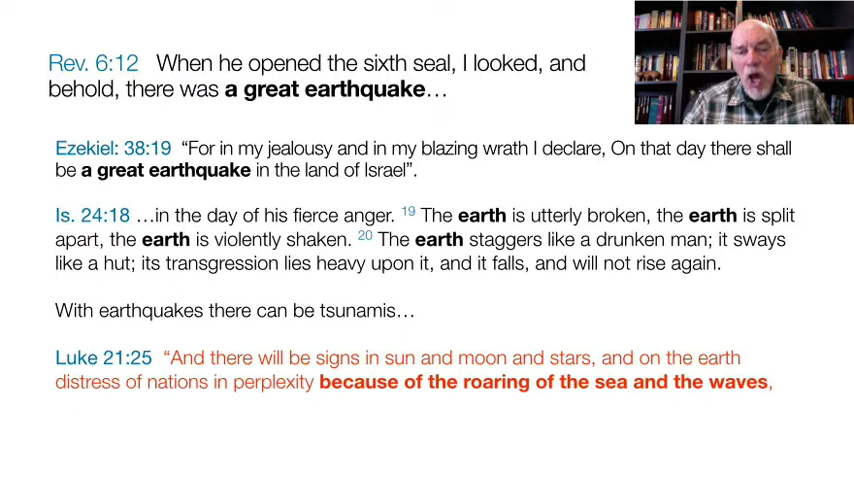 Rev. 6:12 When he opened the sixth seal, I looked, and
behold, there was a great earthquake…
Ezekiel: 38:19 “For in my jealousy and in my blazing wrath I declare, On that day there shall
be a great earthquake in the land of Israel”.
Is. 24:18 …in the day of his fierce anger. 19 The earth is utterly broken, the earth is split
apart, the earth is violently shaken. 20 The earth staggers like a drunken man; it sways
like a hut; its transgression lies heavy upon it, and it falls, and will not rise again.
With earthquakes there can be tsunamis…
Luke 21:25 “And there will be signs in sun and moon and stars, and on the earth
distress of nations in perplexity because of the roaring of the sea and the waves,